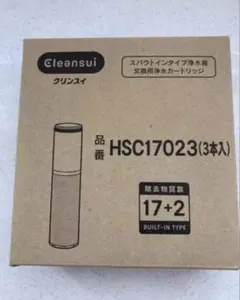 Cleansui
クリンスイ
スパウトインタイプ浄水器
交換用浄水カートリッジ
品番
HSC17023(3本入)
除去物質数
17+2
BUILT-IN TYPE